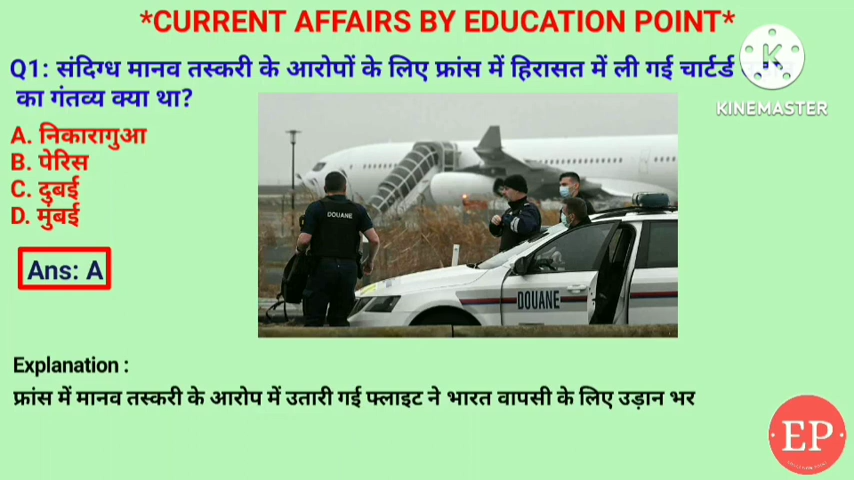 *CURRENT AFFAIRS BY EDUCATION POINT*
Q1: संदिग्ध मानव तस्करी के आरोपों के लिए फ्रांस में हिरासत में ली गई चार्टर्ड
का गंतव्य क्या था?
KINEMASTER
A. निकारागुआ
B. पेरिस
C. दुबई
D. मुंबई
Ans: A
DOUANE
DOUANE
Explanation :
फ्रांस में मानव तस्करी के आरोप में उतारी गई फ्लाइट ने भारत वापसी के लिए उड़ान भर
EP